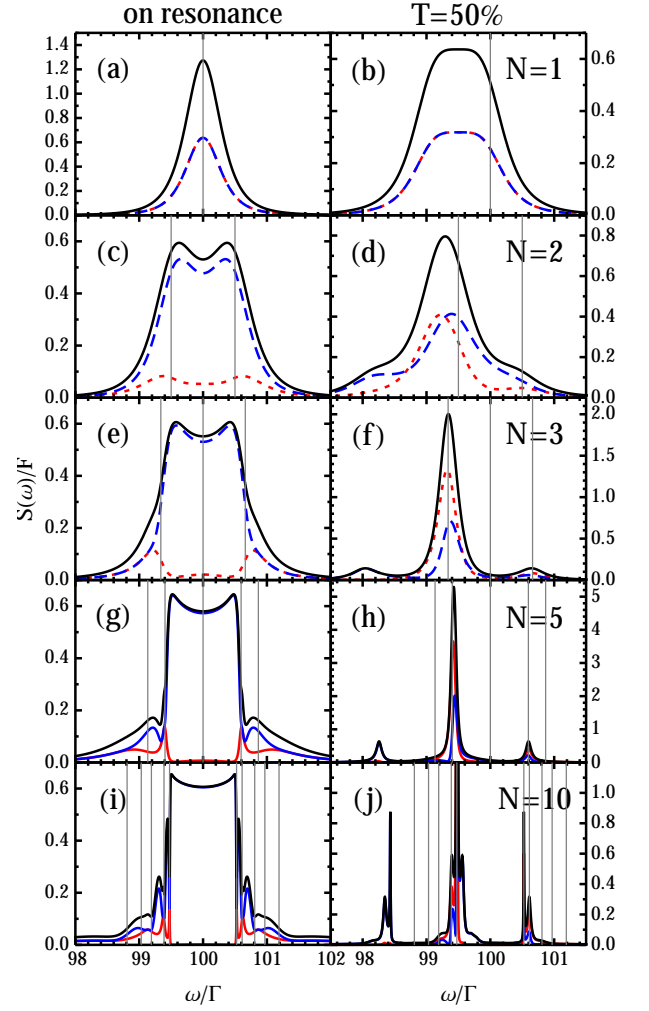 on resonance
T=50%
1.4
1.2
1.0
0.8
0.6
0.4
0.2
0.0
(a)
(b)
N=1
0.6
0.4
0.2
0.0
0.6
0.4
0.2
0.0
(c)
(d)
N=2
0.8
0.6
0.4
0.2
0.0
S(ω)/F
0.6
0.4
0.2
0.0
(e)
(f)
N=3
2.0
1.5
1.0
0.5
0.0
0.6
0.4
0.2
0.0
(g)
(h)
N=5
5
4
3
2
1
0
0.6
0.4
0.2
0.0
(i)
(j)
N=10
1.0
0.8
0.6
0.4
0.2
0.0
98 99 100 101 102
98 99 100 101
ω/Γ
ω/Γ